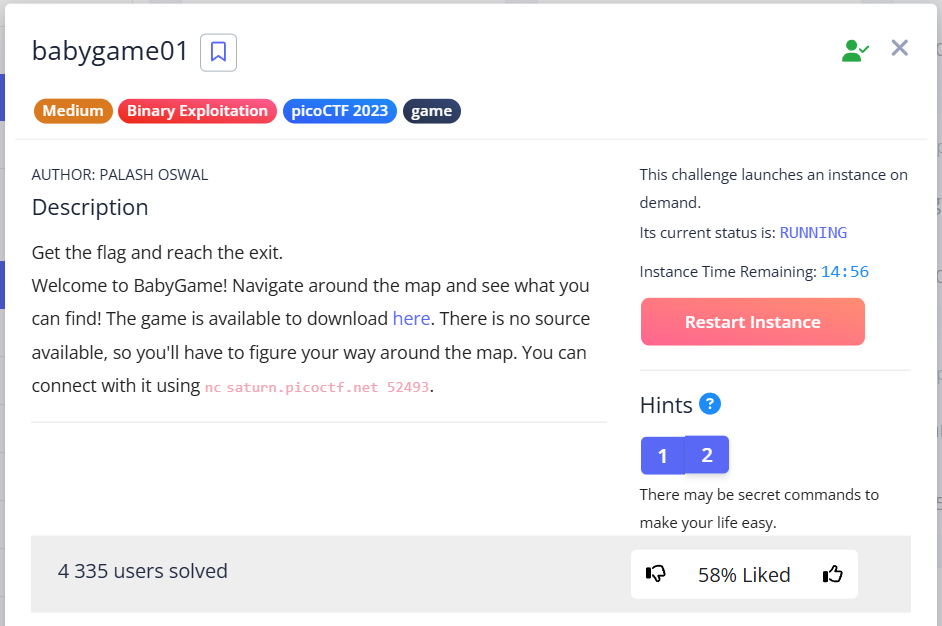 babygame01
Medium Binary Exploitation picoCTF 2023 game
AUTHOR: PALASH OSWAL
Description
Get the flag and reach the exit.
Welcome to BabyGame! Navigate around the map and see what you
can find! The game is available to download here. There is no source
available, so you'll have to figure your way around the map. You can
connect with it using nc saturn.picoctf.net 52493.
This challenge launches an instance on
demand.
Its current status is: RUNNING
Instance Time Remaining: 14:56
Restart Instance
Hints ?
1 2
There may be secret commands to
make your life easy.
4 335 users solved
58% Liked